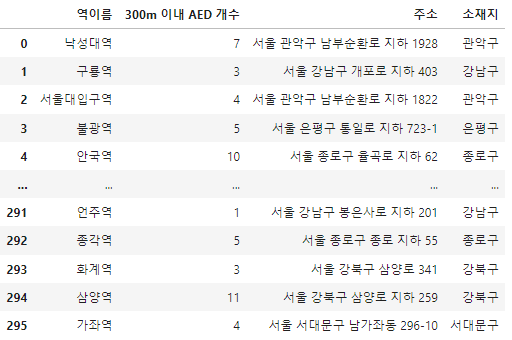 역이름 300m 이내 AED 개수 주소 소재지
0 낙성대역 7 서울 관악구 남부순환로 지하 1928 관악구
1 구룡역 3 서울 강남구 개포로 지하 403 강남구
2 서울대입구역 4 서울 관악구 남부순환로 지하 1822 관악구
3 불광역 5 서울 은평구 통일로 지하 723-1 은평구
4 안국역 10 서울 종로구 율곡로 지하 62 종로구
... ... ... ... ...
291 언주역 1 서울 강남구 봉은사로 지하 201 강남구
292 종각역 5 서울 종로구 종로 지하 55 종로구
293 화계역 3 서울 강북구 삼양로 341 강북구
294 삼양역 11 서울 강북구 삼양로 지하 259 강북구
295 가좌역 4 서울 서대문구 남가좌동 296-10 서대문구